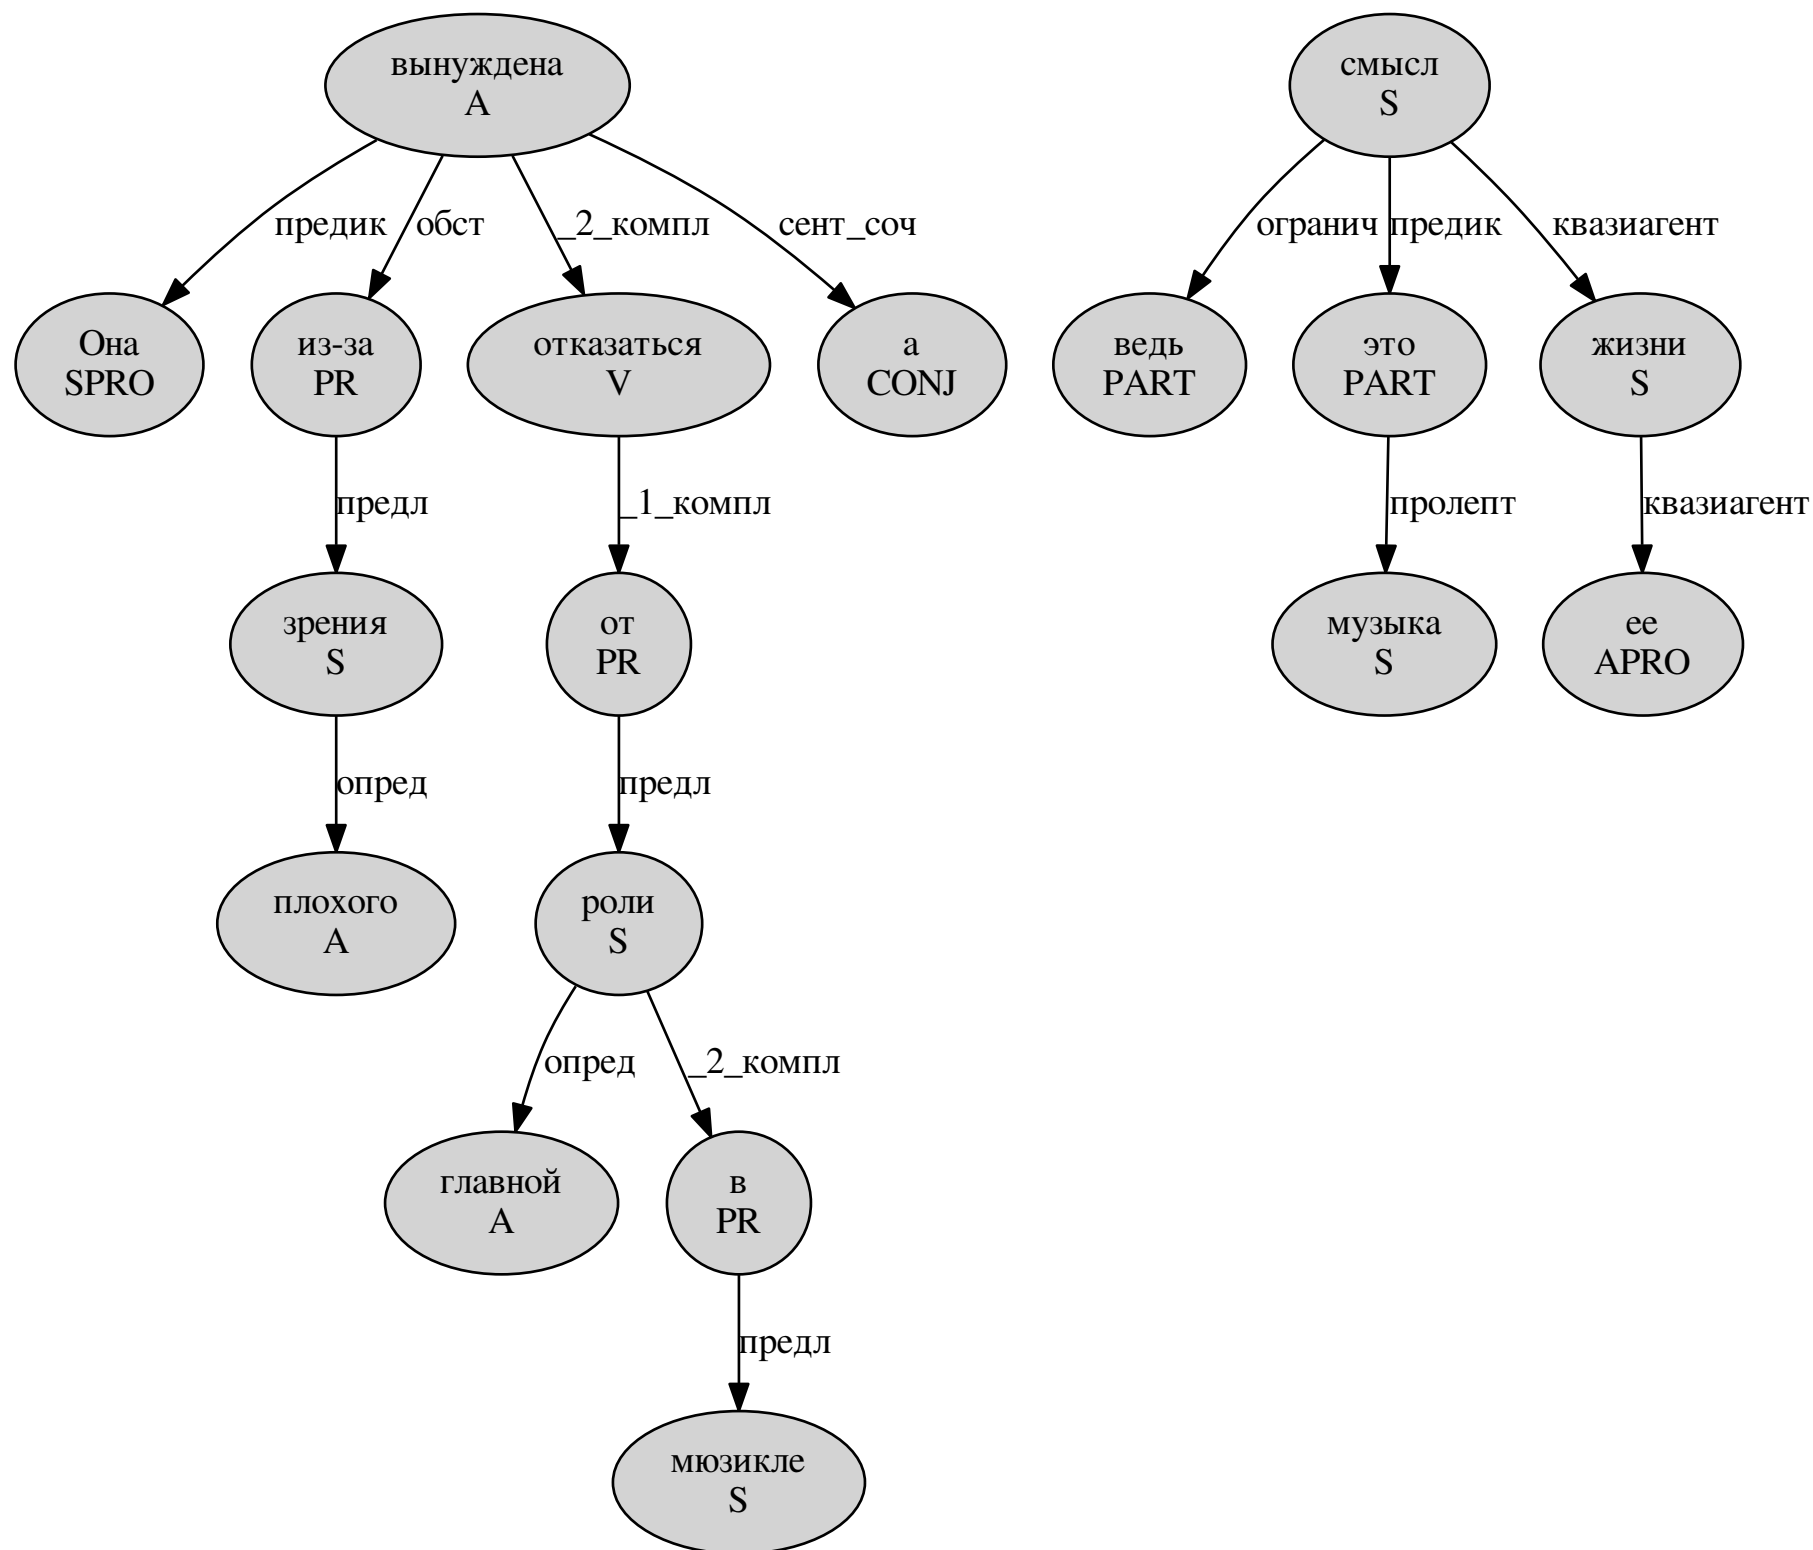 вынуждена
A
смысл
S
предик
обст
_2_компл
сент_соч
огранич
предик
квазиагент
Она
SPRO
из-за
PR
отказаться
V
а
CONJ
ведь
PART
это
PART
жизни
S
предл
_1_компл
пролепт
квазиагент
зрения
S
от
PR
музыка
S
ее
APRO
опред
предл
плохого
A
роли
S
опред
_2_компл
главной
A
в
PR
предл
мюзикле
S